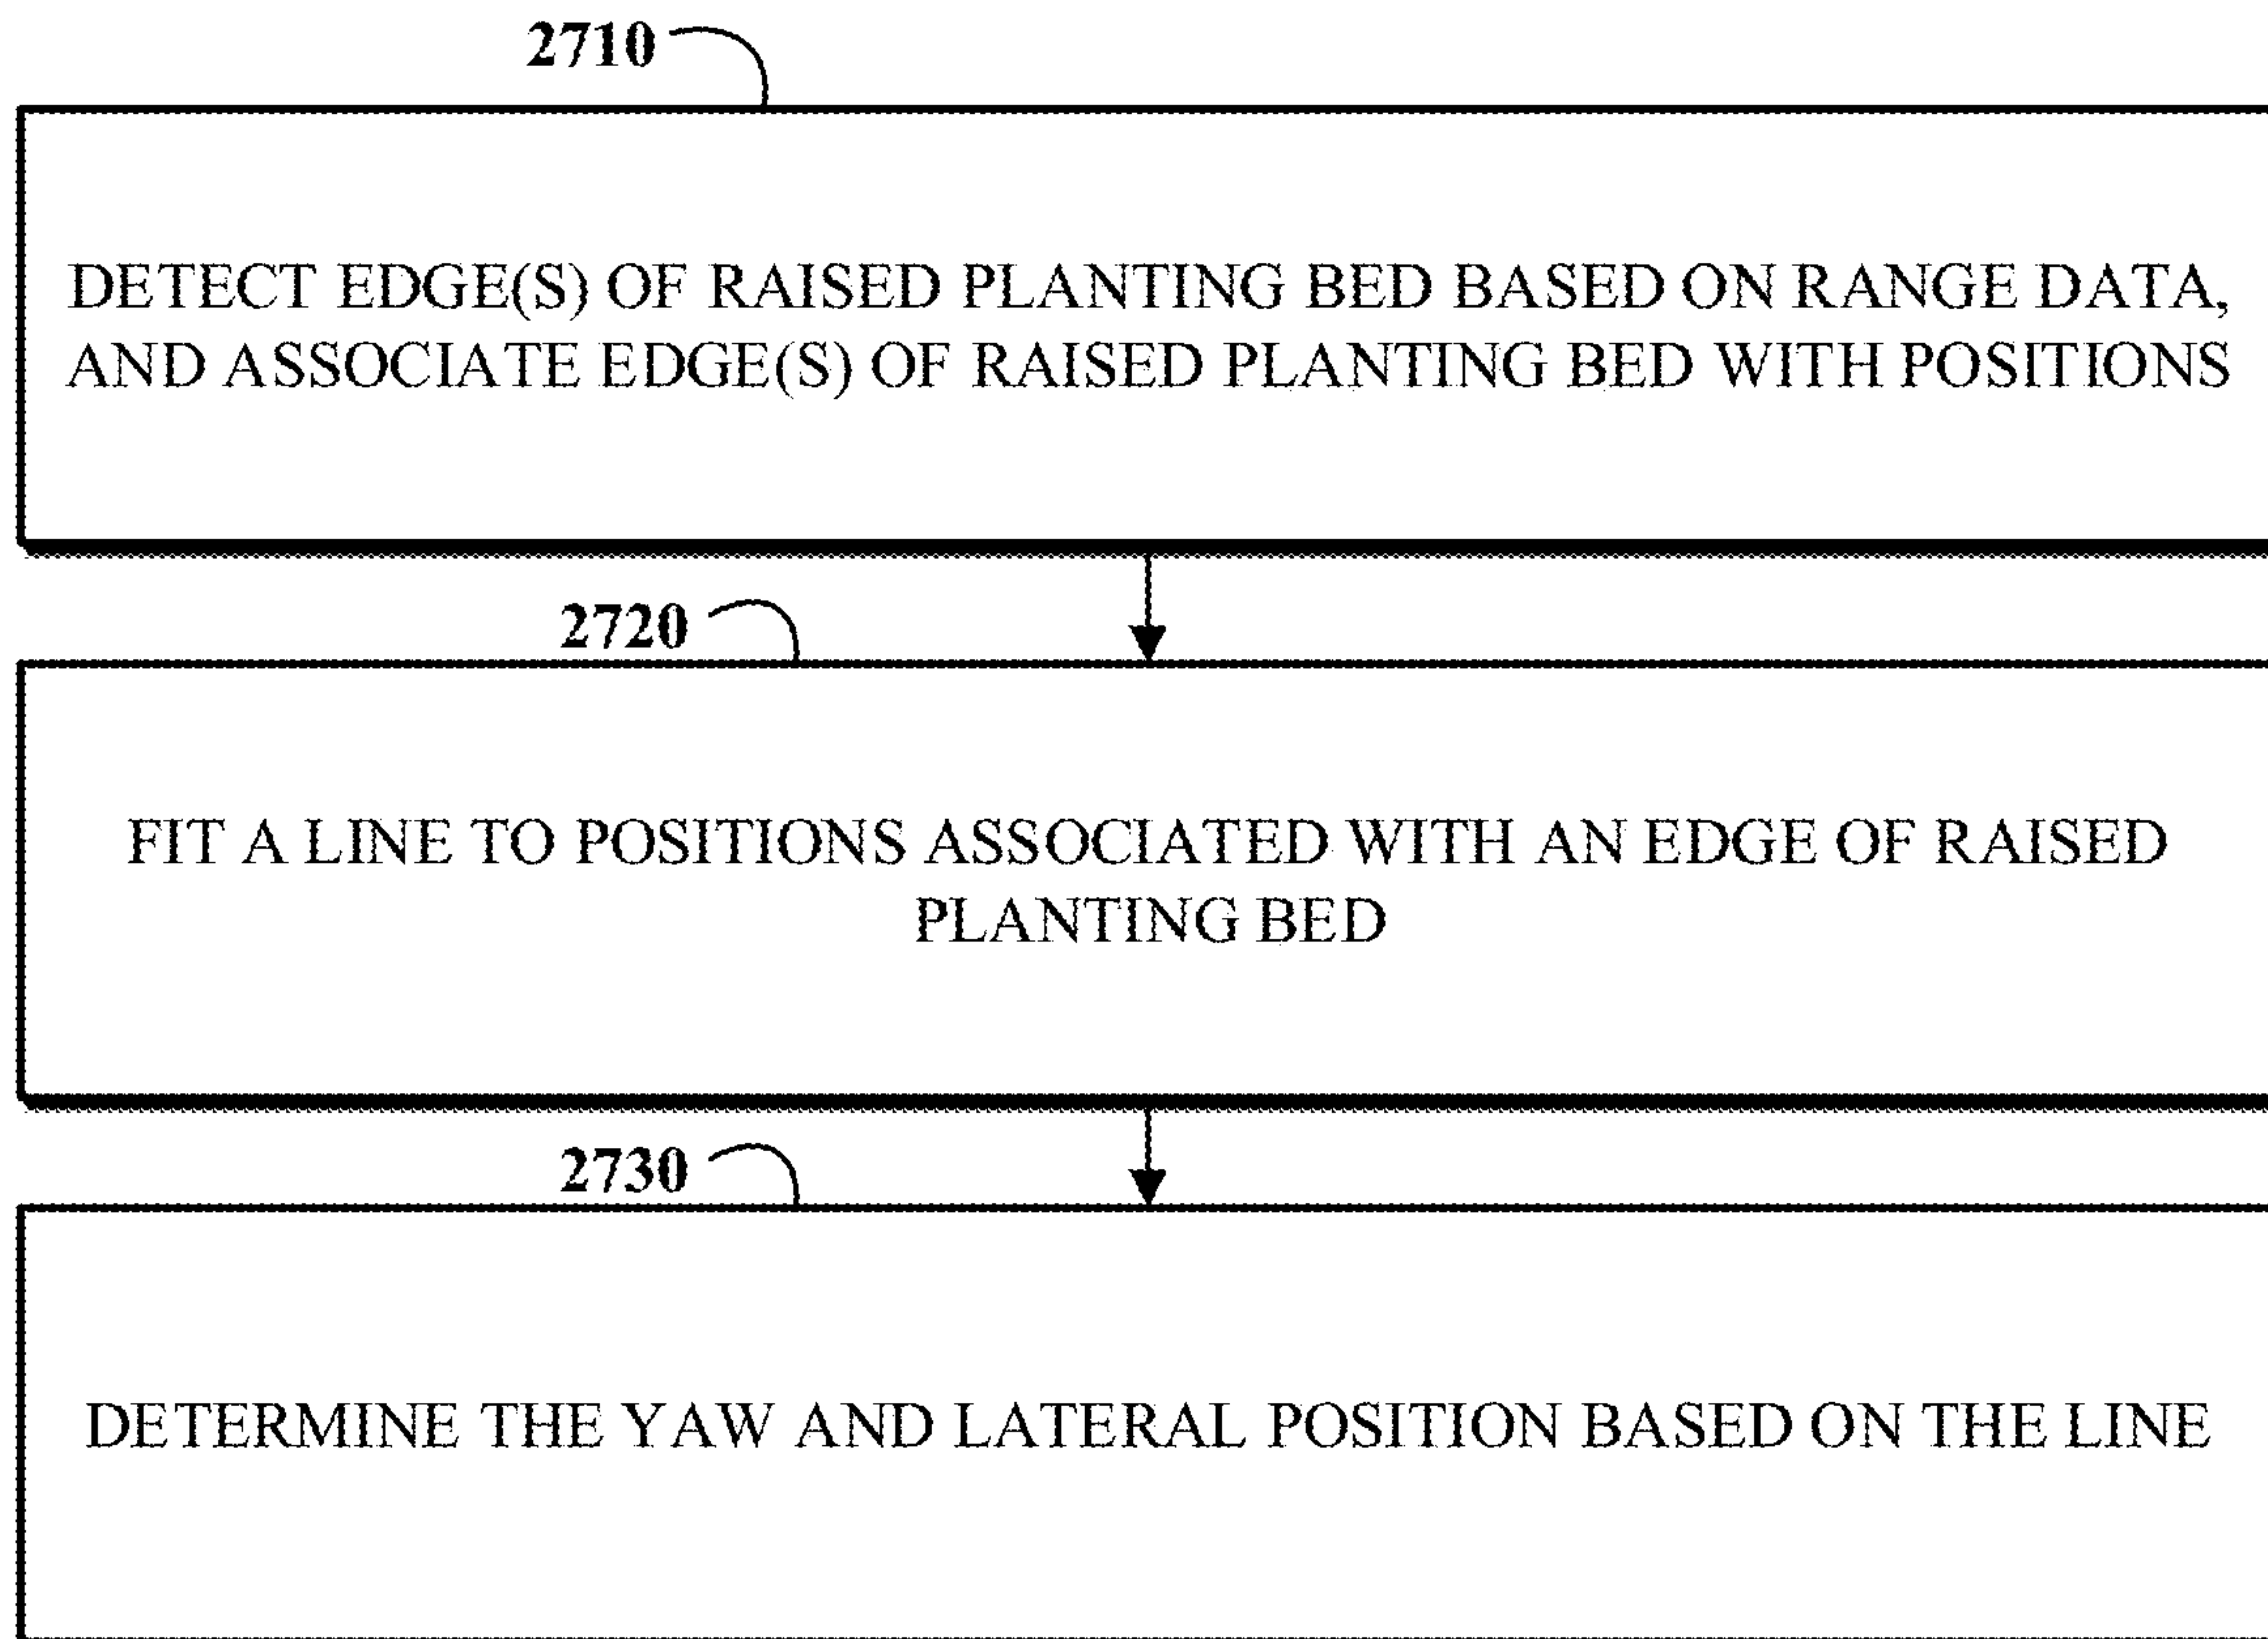 2710
DETECT EDGE(S) OF RAISED PLANTING BED BASED ON RANGE DATA,
AND ASSOCIATE EDGE(S) OF RAISED PLANTING BED WITH POSITIONS
2720
FIT A LINE TO POSITIONS ASSOCIATED WITH AN EDGE OF RAISED
PLANTING BED
2730
DETERMINE THE YAW AND LATERAL POSITION BASED ON THE LINE